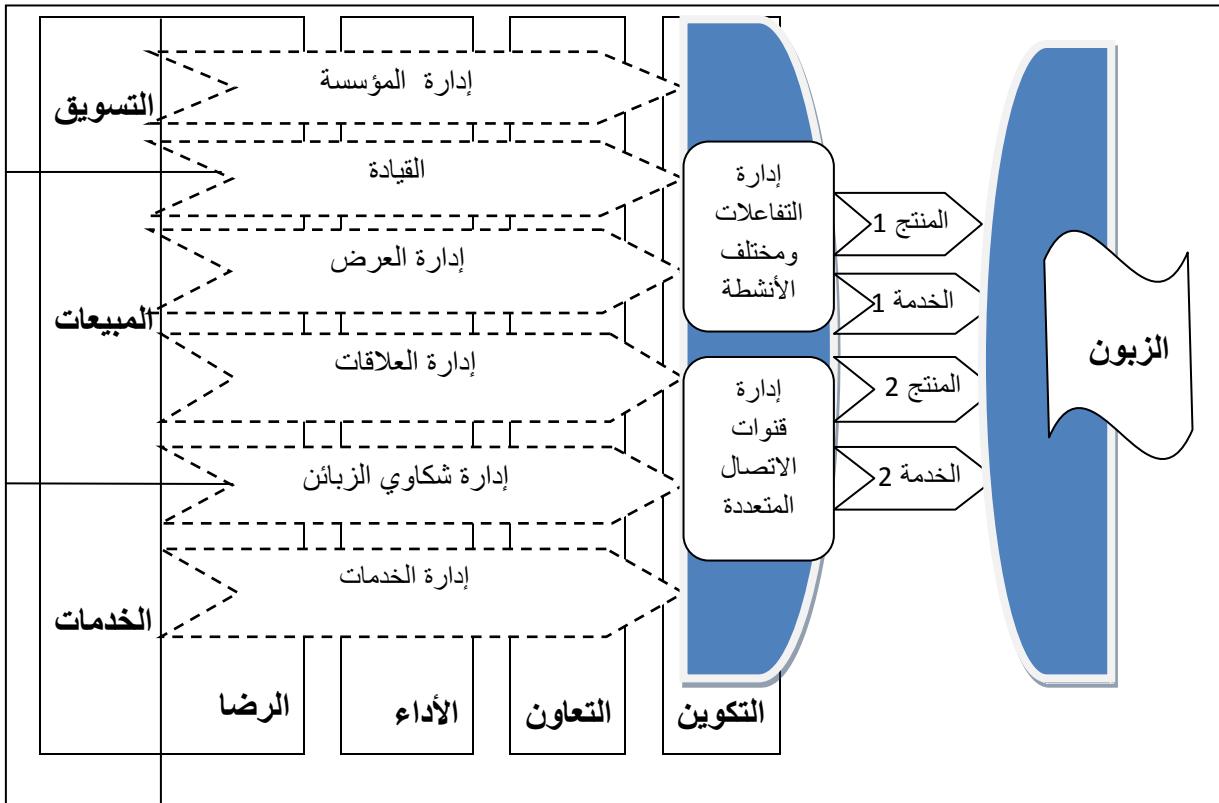 إدارة المؤسسة
التسويق
القيادة
إدارة العرض
المبيعات
إدارة العلاقات
إدارة شكاوي الزبائن
إدارة الخدمات
الخدمات
الرضا
الأداء
التعاون
التكوين
إدارة
التفاعلات
ومختلف
الأنشطة
إدارة
قنوات
الاتصال
المتعددة
المنتج 1
الخدمة 1
المنتج 2
الخدمة 2
الزبون